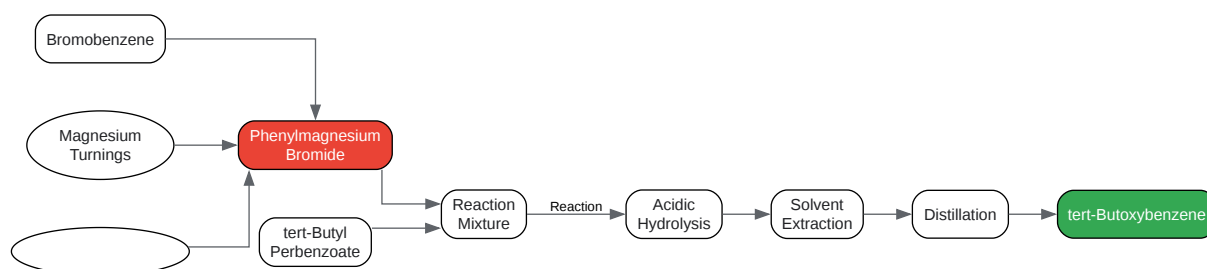 Bromobenzene
Magnesium
Turnings
Phenylmagnesium
Bromide
tert-Butyl
Perbenzoate
Reaction
Mixture
Reaction
Acidic
Hydrolysis
Solvent
Extraction
Distillation
tert-Butoxybenzene